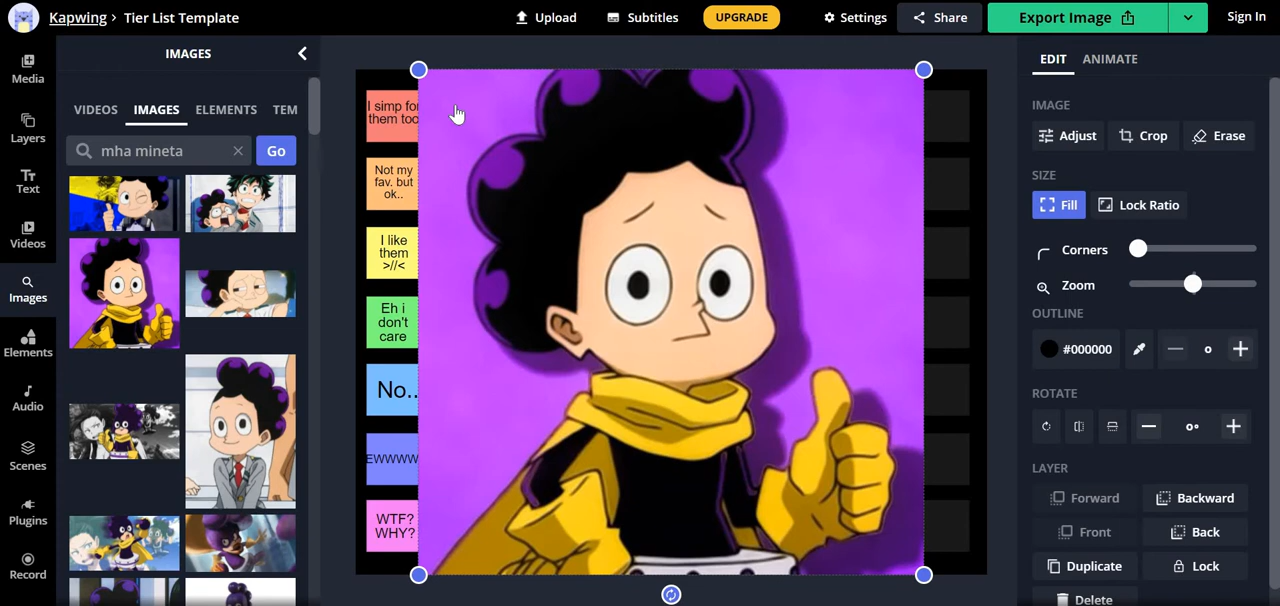 Kapwing › Tier List Template
Upload
Subtitles
UPGRADE
Settings
Share
Export Image
Sign In
Media
Layers
Text
Videos
Images
Elements
Audio
Scenes
Plugins
Record
IMAGES
VIDEOS IMAGES ELEMENTS TEM
mha mineta
Go
I simp for
them too
Not my
fav. but
ok..
I like
them
>//<
Eh i
don't
care
No..
EWWWW
WTF?
WHY?
EDIT ANIMATE
IMAGE
Adjust Crop Erase
SIZE
Fill Lock Ratio
Corners
Zoom
OUTLINE
#000000 0
ROTATE
0°
LAYER
Forward Backward
Front Back
Duplicate Lock
Delete